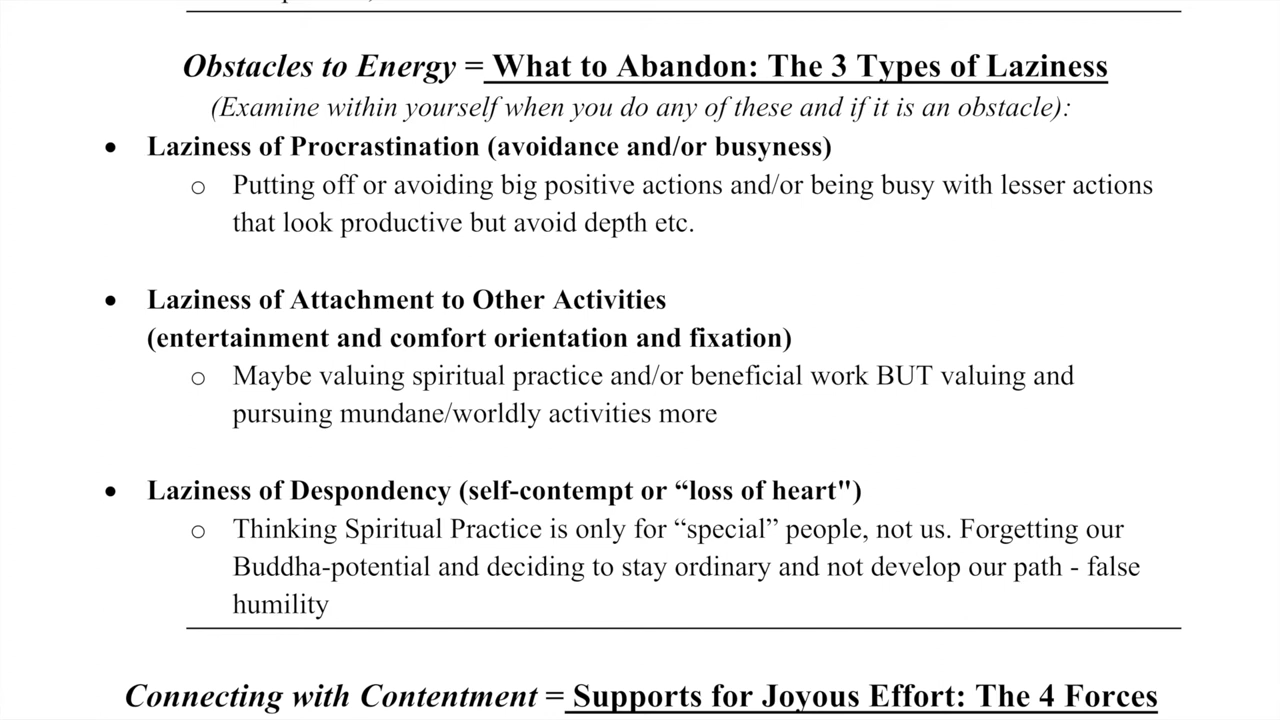 Obstacles to Energy = What to Abandon: The 3 Types of Laziness
(Examine within yourself when you do any of these and if it is an obstacle):
• Laziness of Procrastination (avoidance and/or busyness)
o Putting off or avoiding big positive actions and/or being busy with lesser actions
that look productive but avoid depth etc.
• Laziness of Attachment to Other Activities
(entertainment and comfort orientation and fixation)
o Maybe valuing spiritual practice and/or beneficial work BUT valuing and
pursuing mundane/worldly activities more
• Laziness of Despondency (self-contempt or “loss of heart")
o Thinking Spiritual Practice is only for “special” people, not us. Forgetting our
Buddha-potential and deciding to stay ordinary and not develop our path - false
humility
Connecting with Contentment = Supports for Joyous Effort: The 4 Forces